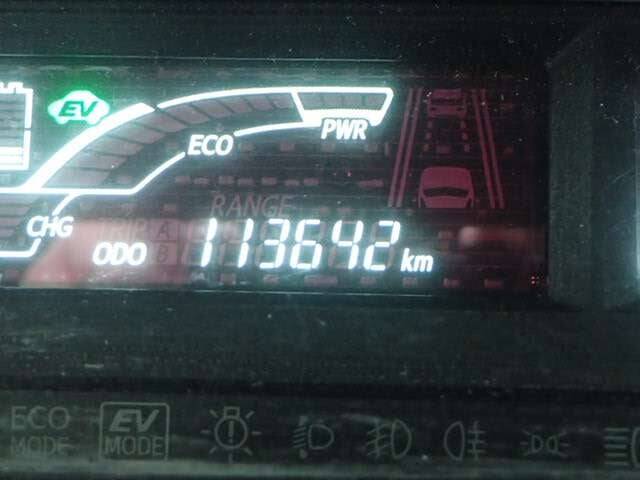 EV
ECO
PWR
CHG
RANGE
TRIP A
B
ODO 113642 km
ECO MODE
EV MODE